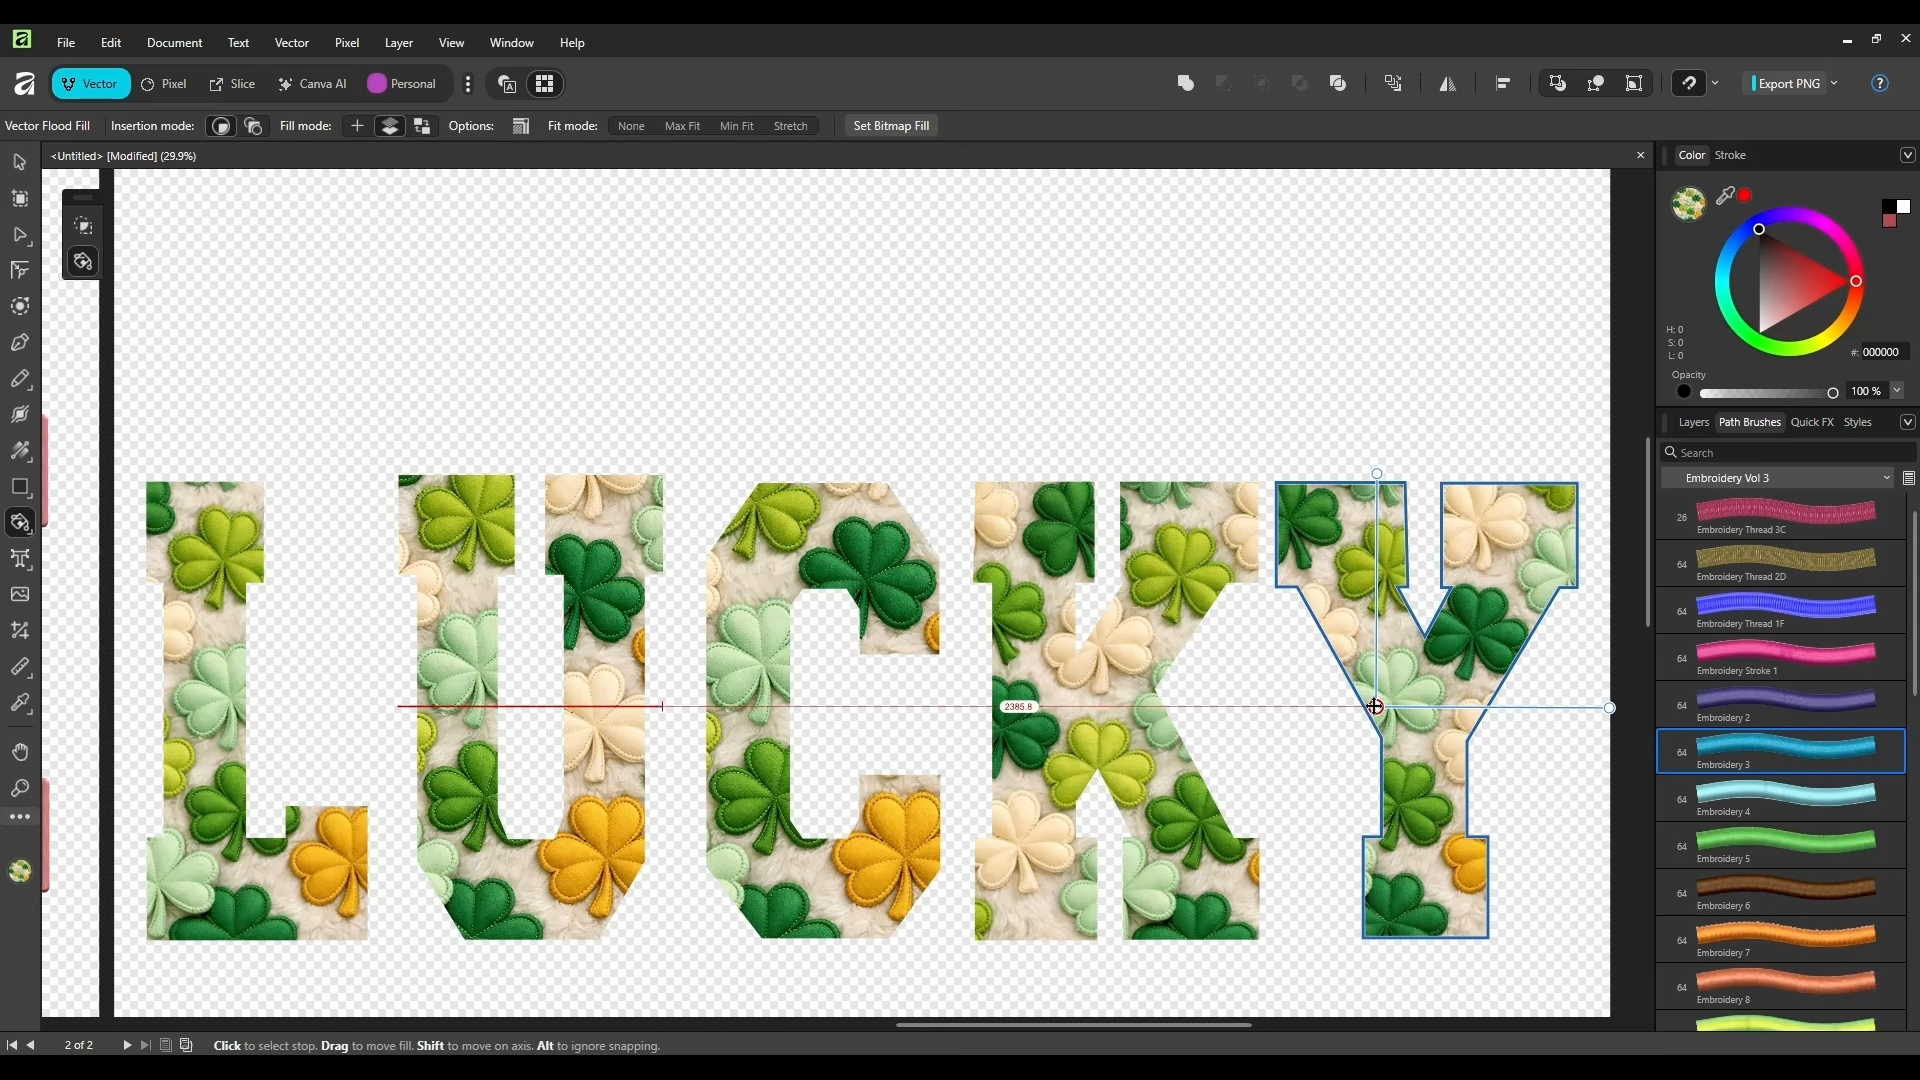 File Edit Document Text Vector Pixel Layer View Window Help
Vector Pixel Slice Canva AI Personal Export PNG ?
Vector Flood Fill Insertion mode: Fill mode: Options: Fit mode: None Max Fit Min Fit Stretch Set Bitmap Fill
<Untitled> [Modified] (29.9%)
Color Stroke
H: 0
S: 0
L: 0
#: 000000
Opacity
100 %
Layers Path Brushes Quick FX Styles
Search
Embroidery Vol 3
26 Embroidery Thread 3C
64 Embroidery Thread 2D
64 Embroidery Thread 1F
64 Embroidery Stroke 1
64 Embroidery 2
64 Embroidery 3
64 Embroidery 4
64 Embroidery 5
64 Embroidery 6
64 Embroidery 7
64 Embroidery 8
LUCKY
2385.8
2 of 2 Click to select stop. Drag to move fill. Shift to move on axis. Alt to ignore snapping.